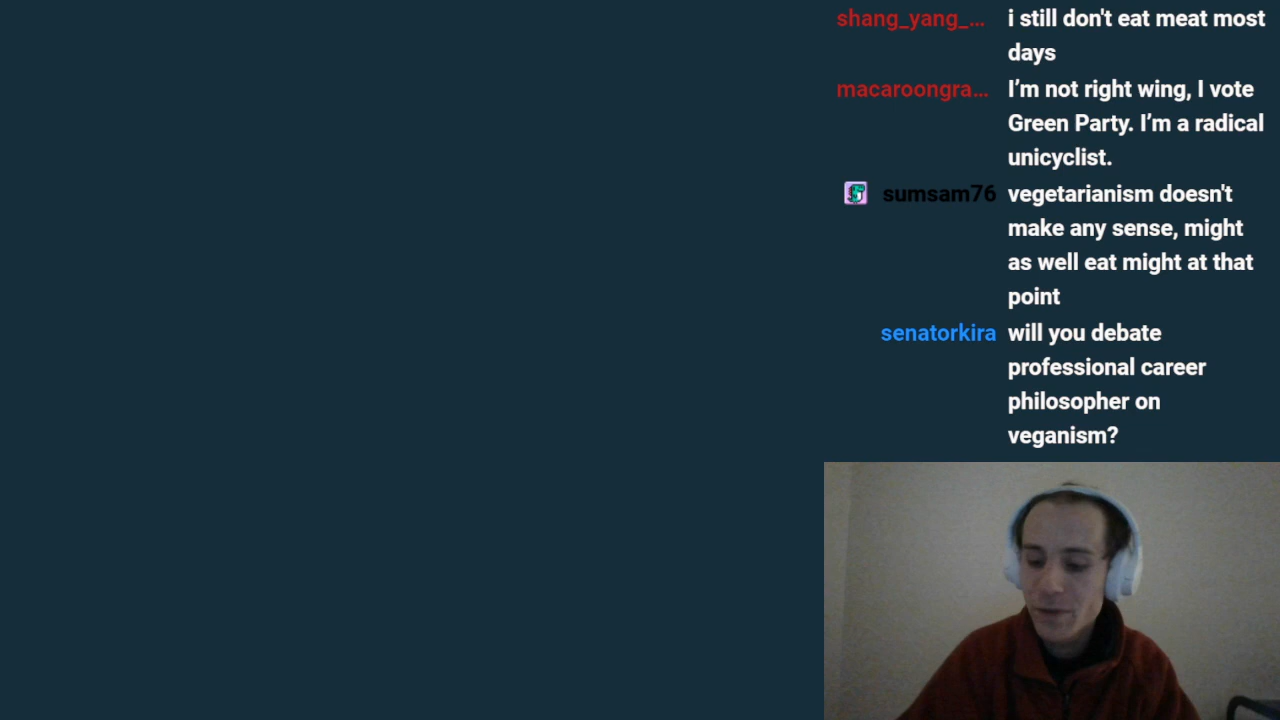 shang_yang_... i still don't eat meat most
days
macaroongra... I’m not right wing, I vote
Green Party. I’m a radical
unicyclist.
sumsam76 vegetarianism doesn't
make any sense, might
as well eat might at that
point
senatorkira will you debate
professional career
philosopher on
veganism?